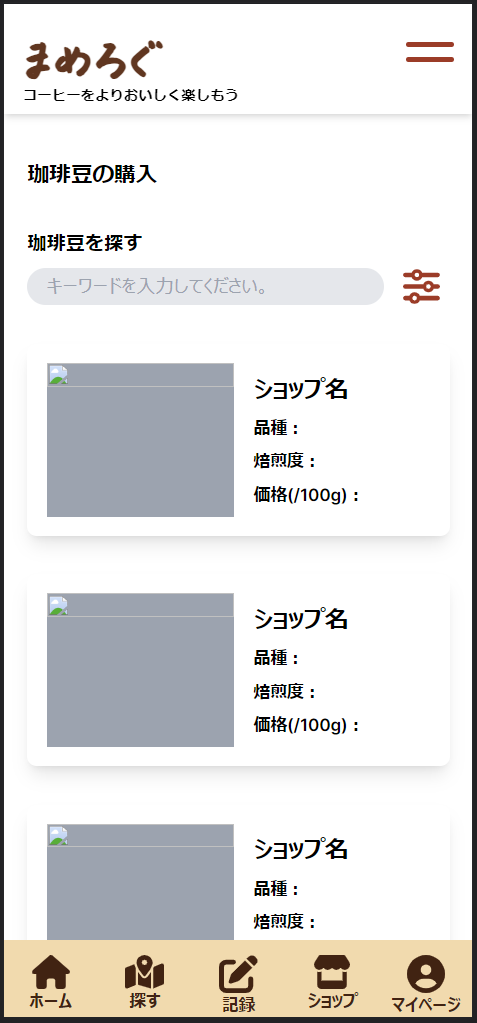 まめろぐ
コーヒーをよりおいしく楽しもう
珈琲豆の購入
珈琲豆を探す
キーワードを入力してください。
ショップ名
品種：
焙煎度：
価格(/100g)：
ショップ名
品種：
焙煎度：
価格(/100g)：
ショップ名
品種：
焙煎度：
ホーム
探す
記録
ショップ
マイページ